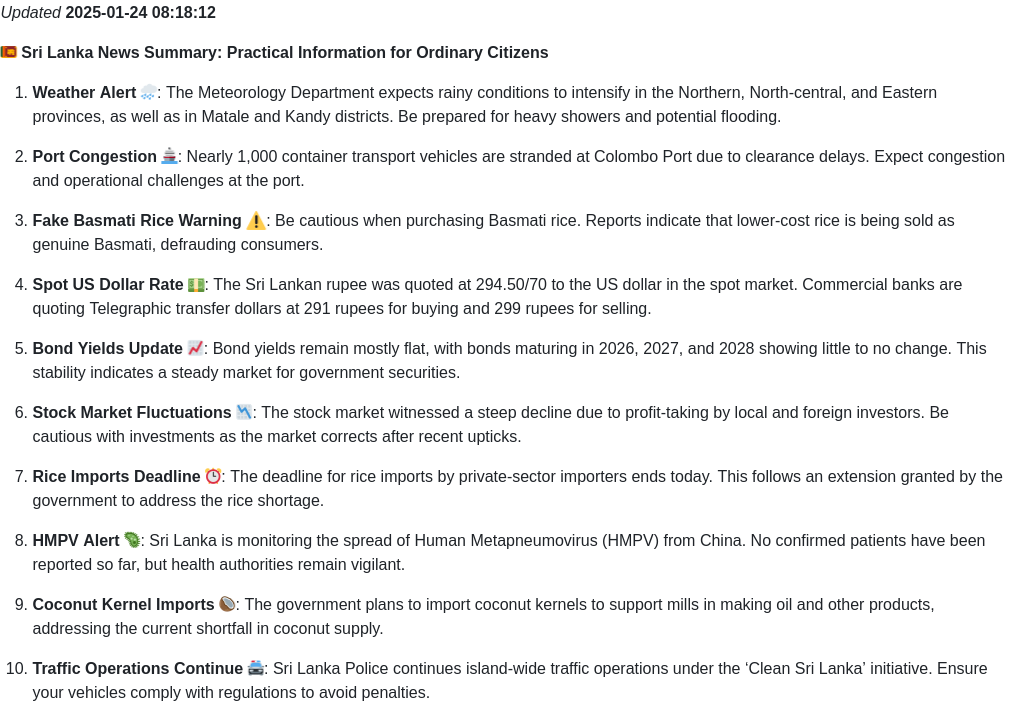 Updated 2025-01-24 08:18:12
🇱🇰 Sri Lanka News Summary: Practical Information for Ordinary Citizens
1. Weather Alert 🌧️: The Meteorology Department expects rainy conditions to intensify in the Northern, North-central, and Eastern
provinces, as well as in Matale and Kandy districts. Be prepared for heavy showers and potential flooding.
2. Port Congestion 🚢: Nearly 1,000 container transport vehicles are stranded at Colombo Port due to clearance delays. Expect congestion
and operational challenges at the port.
3. Fake Basmati Rice Warning ⚠️: Be cautious when purchasing Basmati rice. Reports indicate that lower-cost rice is being sold as
genuine Basmati, defrauding consumers.
4. Spot US Dollar Rate 💵: The Sri Lankan rupee was quoted at 294.50/70 to the US dollar in the spot market. Commercial banks are
quoting Telegraphic transfer dollars at 291 rupees for buying and 299 rupees for selling.
5. Bond Yields Update 📈: Bond yields remain mostly flat, with bonds maturing in 2026, 2027, and 2028 showing little to no change. This
stability indicates a steady market for government securities.
6. Stock Market Fluctuations 📉: The stock market witnessed a steep decline due to profit-taking by local and foreign investors. Be
cautious with investments as the market corrects after recent upticks.
7. Rice Imports Deadline ⏰: The deadline for rice imports by private-sector importers ends today. This follows an extension granted by the
government to address the rice shortage.
8. HMPV Alert 🦠: Sri Lanka is monitoring the spread of Human Metapneumovirus (HMPV) from China. No confirmed patients have been
reported so far, but health authorities remain vigilant.
9. Coconut Kernel Imports 🥥: The government plans to import coconut kernels to support mills in making oil and other products,
addressing the current shortfall in coconut supply.
10. Traffic Operations Continue 🚔: Sri Lanka Police continues island-wide traffic operations under the ‘Clean Sri Lanka’ initiative. Ensure
your vehicles comply with regulations to avoid penalties.